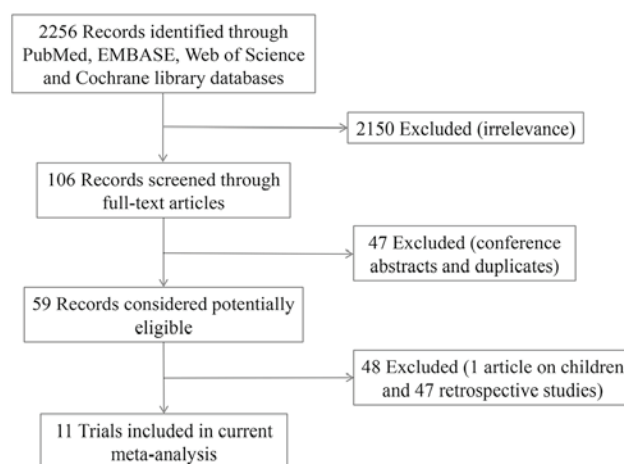 2256 Records identified through
PubMed, EMBASE, Web of Science
and Cochrane library databases
2150 Excluded (irrelevance)
106 Records screened through
full-text articles
47 Excluded (conference
abstracts and duplicates)
59 Records considered potentially
eligible
48 Excluded (1 article on children
and 47 retrospective studies)
11 Trials included in current
meta-analysis